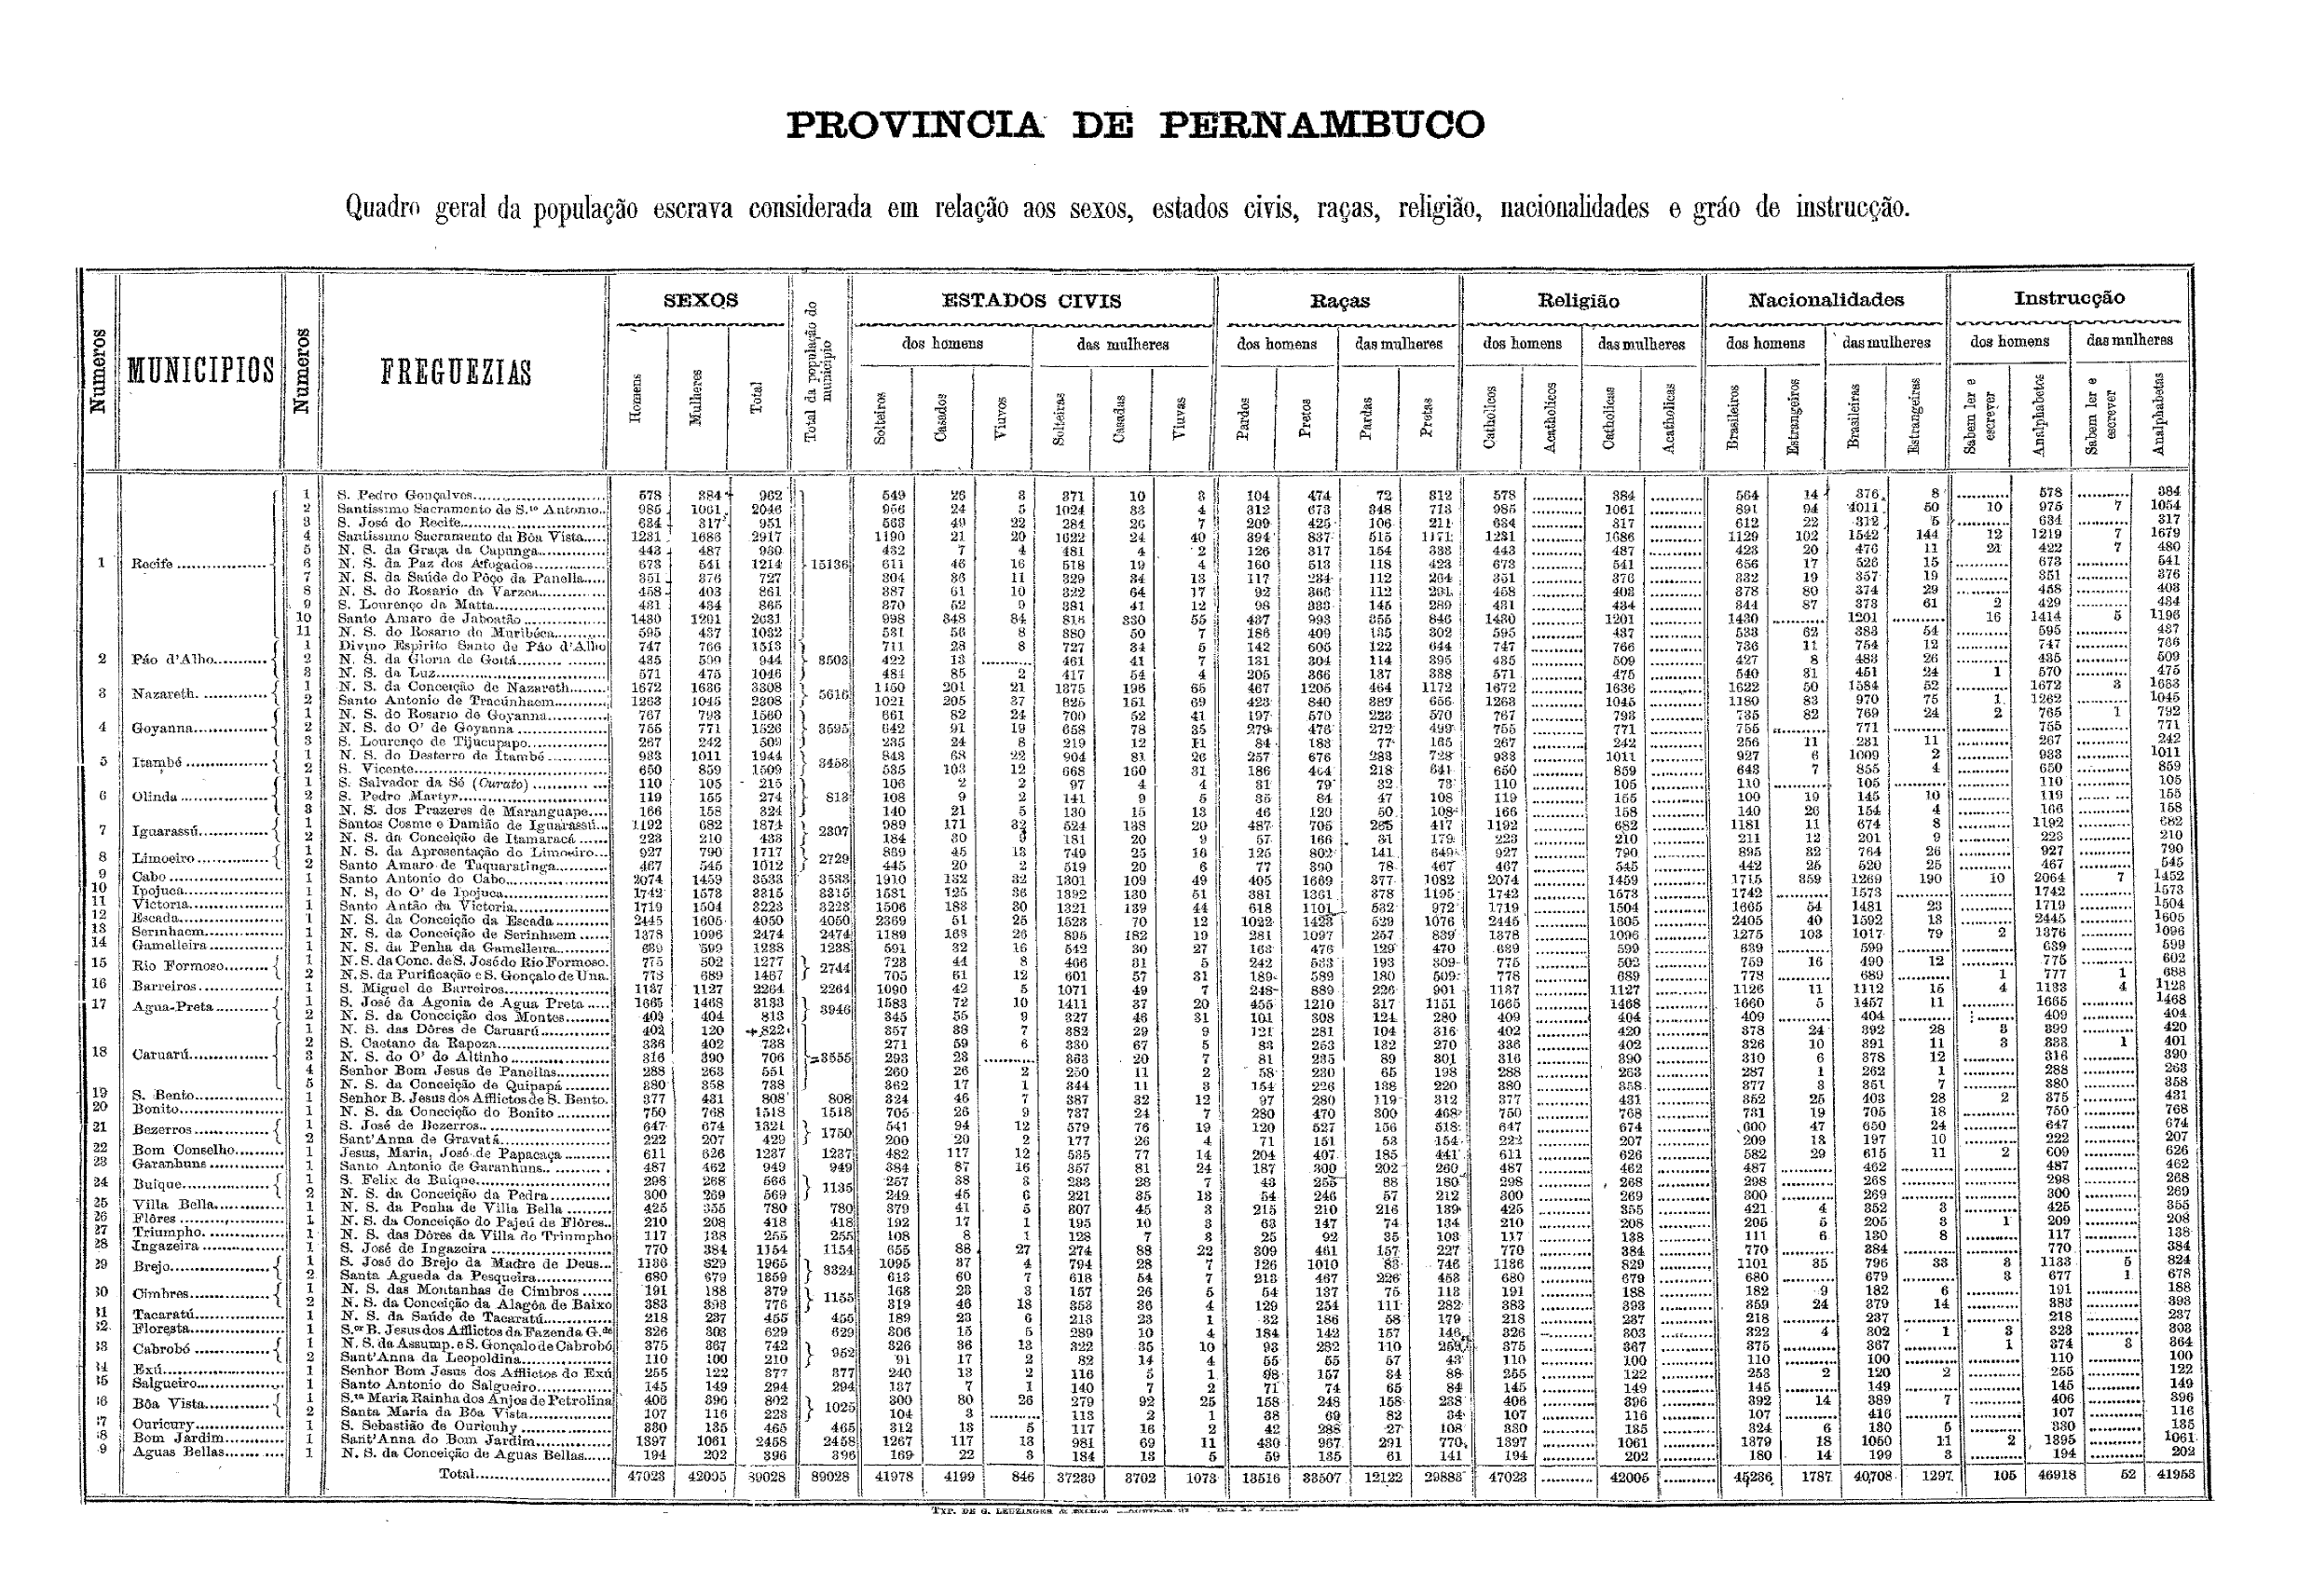 PROVINCIA DE PERNAMBUCO
Quadro geral da população escrava considerada em relação aos sexos, estados civis, raças, religião, nacionalidades e gráo de instrucção.
Numeros MUNICIPIOS Numeros FREGUEZIAS SEXOS Total da população do municipio ESTADOS CIVIS Raças Religião Nacionalidades Instrucção
dos homens das mulheres dos homens das mulheres dos homens das mulheres dos homens das mulheres dos homens das mulheres
Homens Mulheres Total Solteiros Casados Viuvos Solteiras Casadas Viuvas Pardos Pretos Pardas Pretas Catholicos Acatholicos Catholicas Acatholicas Brasileiros Estrangeiros Brasileiras Estrangeiras Sabem ler e escrever Analphabetos Sabem ler e escrever Analphabetas
1 S. Pedro Gonçalves 578 384 962 549 26 3 371 10 3 104 474 72 312 578 384 564 14 376 8 578 384
2 Santissimo Sacramento de S.to Antonio 985 1061 2046 956 24 5 1024 33 4 312 673 348 713 985 1061 891 94 4011 50 10 975 7 1054
3 S. José do Recife 634 317 951 563 49 22 284 26 7 209 425 106 211 634 317 612 22 312 5 634 317
4 Santissimo Sacramento da Bôa Vista 1231 1686 2917 1190 21 20 1622 24 40 394 837 515 1171 1231 1686 1129 102 1542 144 12 1219 7 1679
5 N. S. da Graça da Capunga 443 487 930 432 7 4 481 4 2 126 317 154 333 443 487 423 20 476 11 21 422 7 480
1 Recife 6 N. S. da Paz dos Afogados 673 541 1214 15136 611 46 16 518 19 4 160 513 118 423 673 541 656 17 526 15 673 541
7 N. S. da Saúde do Pôço da Panella 351 376 727 304 36 11 329 34 13 117 234 112 264 351 376 332 19 357 19 351 376
8 N. S. do Rosario da Varzea 458 403 861 387 61 10 322 64 17 92 366 112 291 458 403 378 80 374 29 458 403
9 S. Lourenço da Matta 431 434 865 370 52 9 381 41 12 98 333 145 289 431 434 344 87 373 61 2 429 434
10 Santo Amaro de Jaboatão 1430 1201 2631 998 348 84 816 330 55 437 993 355 846 1430 1201 1430 1201 16 1414 5 1196
11 N. S. do Rosario de Muribéca 595 437 1032 531 56 8 380 50 7 186 409 135 302 595 437 533 62 383 54 595 437
1 Divino Espirito Santo de Páo d'Alho 747 766 1513 711 28 8 727 34 5 142 605 122 644 747 766 736 11 754 12 747 766
2 Páo d'Alho 2 N. S. da Gloria de Goitá 435 509 944 3503 422 13 461 41 7 131 304 114 395 435 509 427 8 483 26 435 509
3 N. S. da Luz 571 475 1046 484 85 2 417 54 4 205 366 137 338 571 475 540 31 451 24 1 570 475
3 Nazareth. 1 N. S. da Conceição de Nazareth 1672 1636 3308 5616 1150 201 21 1375 196 65 467 1205 464 1172 1672 1636 1622 50 1584 52 1672 3 1633
2 Santo Antonio de Tracúnhaem 1263 1045 2308 1021 205 37 825 151 69 423 840 389 656 1263 1045 1180 83 970 75 1 1262 1045
1 N. S. do Rosario de Goyanna 767 793 1560 661 82 24 700 52 41 197 570 223 570 767 793 735 32 769 24 2 765 1 792
4 Goyanna 2 N. S. do O' de Goyanna 755 771 1526 3595 642 91 19 658 78 35 279 476 272 499 755 771 755 771 755 771
3 S. Lourenço de Tijucupapo 267 242 509 235 24 8 219 12 11 84 183 77 165 267 242 256 11 231 11 267 242
5 Itambé 1 N. S. do Desterro de Itambé 933 1011 1944 3453 843 68 22 904 81 26 257 676 283 728 933 1011 927 6 1009 2 933 1011
2 S. Vicente 650 859 1509 535 103 12 668 160 31 186 464 218 641 650 859 643 7 855 4 650 859
1 S. Salvador da Sé (Curato) 110 105 215 106 2 2 97 4 4 31 79 32 73 110 105 110 105 110 105
6 Olinda 2 S. Pedro Martyr 119 155 274 813 108 9 2 141 9 5 35 84 47 108 119 155 100 19 145 10 119 155
3 N. S. dos Prazeres de Maranguape 166 158 324 140 21 5 130 15 13 46 120 50 108 166 158 140 26 154 4 166 158
7 Iguarassú 1 Santos Cosme e Damião de Iguarassú 1192 682 1874 2307 989 171 32 524 138 20 487 705 265 417 1192 682 1181 11 674 8 1192 682
2 N. S. da Conceição de Itamaracá 223 210 433 184 30 9 181 20 9 57 166 31 179 223 210 211 12 201 9 223 210
8 Limoeiro 1 N. S. da Apresentação do Limoeiro 927 790 1717 2729 869 45 13 749 25 16 125 802 141 649 927 790 895 32 764 26 927 790
2 Santo Amaro de Taquaratinga 467 545 1012 445 20 2 519 20 6 77 390 78 467 467 545 442 25 520 25 467 545
9 Cabo 1 Santo Antonio do Cabo 2074 1459 3533 3533 1910 132 32 1301 109 49 405 1669 377 1082 2074 1459 1715 359 1269 190 10 2064 7 1452
10 Ipojuca 1 N. S. do O' de Ipojuca 1742 1573 3315 3315 1581 125 36 1392 130 51 381 1361 378 1195 1742 1573 1742 1573 1742 1573
11 Victoria 1 Santo Antão da Victoria 1719 1504 3223 3223 1506 183 30 1321 139 44 618 1101 532 972 1719 1504 1665 54 1481 23 1719 1504
12 Escada 1 N. S. da Conceição da Escada 2445 1605 4050 4050 2369 51 25 1523 70 12 1022 1423 529 1076 2445 1605 2405 40 1592 13 2445 1605
13 Serinhaem 1 N. S. da Conceição de Serinhaem 1378 1096 2474 2474 1189 163 26 895 182 19 281 1097 257 839 1378 1096 1275 103 1017 79 2 1376 1096
14 Gamelleira 1 N. S. da Penha da Gamelleira 639 599 1238 1238 591 32 16 542 30 27 163 476 129 470 639 599 639 599 639 599
15 Rio Formoso 1 N. S. da Conc. de S. José do Rio Formoso. 775 502 1277 2744 723 44 8 466 31 5 242 533 193 309 775 502 759 16 490 12 775 602
2 N. S. da Purificação e S. Gonçalo de Una. 778 689 1467 705 61 12 601 57 31 189 589 180 509 778 689 778 689 1 777 1 688
16 Barreiros 1 S. Miguel de Barreiros 1137 1127 2264 2264 1090 42 5 1071 49 7 248 889 226 901 1137 1127 1126 11 1112 15 4 1133 4 1123
17 Agua-Preta 1 S. José da Agonia de Agua Preta 1665 1468 3133 3946 1583 72 10 1411 37 20 455 1210 317 1151 1665 1468 1660 5 1457 11 1665 1468
2 N. S. da Conceição dos Montes 409 404 813 345 55 9 327 46 31 101 308 124 280 409 404 409 404 409 404
1 N. S. das Dôres de Caruarú 402 120 822 357 38 7 382 29 9 121 281 104 316 402 420 378 24 392 28 3 399 420
2 S. Caetano da Rapoza 336 402 738 271 59 6 330 67 5 83 253 132 270 336 402 326 10 391 11 3 333 1 401
18 Caruarú 3 N. S. do O' do Altinho 316 390 706 3555 293 23 363 20 7 81 235 89 301 316 390 310 6 378 12 316 390
4 Senhor Bom Jesus de Panellas 288 263 551 260 26 2 250 11 2 58 230 65 198 288 263 287 1 262 1 288 263
5 N. S. da Conceição de Quipapá 380 358 738 362 17 1 344 11 3 154 226 138 220 380 358 377 3 351 7 380 358
19 S. Bento 1 Senhor B. Jesus dos Afflictos de S. Bento. 377 431 808 808 324 46 7 387 32 12 97 280 119 312 377 431 352 25 403 28 2 375 431
20 Bonito 1 N. S. da Conceição do Bonito 750 768 1518 1518 705 26 9 737 24 7 280 470 300 468 750 768 731 19 705 18 750 768
21 Bezerros 1 S. José de Bezerros 647 674 1321 1750 541 94 12 579 76 19 120 527 156 518 647 674 600 47 650 24 647 674
2 Sant'Anna de Gravatá 222 207 429 200 20 2 177 26 4 71 151 53 154 222 207 209 13 197 10 222 207
22 Bom Conselho 1 Jesus, Maria, José de Papacaça 611 626 1237 1237 482 117 12 535 77 14 204 407 185 441 611 626 582 29 615 11 2 609 626
23 Garanhuns 1 Santo Antonio de Garanhuns 487 462 949 949 384 87 16 357 81 24 187 300 202 260 487 462 487 462 487 462
24 Buique 1 S. Felix de Buique 298 268 566 1135 257 38 3 233 28 7 43 255 88 180 298 268 298 268 298 268
2 N. S. da Conceição da Pedra 300 269 569 249 45 6 221 35 13 54 246 57 212 300 269 300 269 300 269
25 Villa Bella 1 N. S. da Penha de Villa Bella 425 355 780 780 379 41 5 307 45 3 215 210 216 139 425 355 421 4 352 3 425 355
26 Flôres 1 N. S. da Conceição do Pajeú de Flôres 210 208 418 418 192 17 1 195 10 3 63 147 74 134 210 208 205 5 205 3 1 209 208
27 Triumpho. 1 N. S. das Dôres da Villa do Triumpho 117 138 255 255 108 8 1 128 7 3 25 92 35 103 117 138 111 6 130 8 117 138
28 Ingazeira 1 S. José de Ingazeira 770 384 1154 1154 655 88 27 274 88 22 309 461 157 227 770 384 770 384 770 384
29 Brejo 1 S. José do Brejo da Madre de Deus 1136 829 1965 3324 1095 37 4 794 28 7 126 1010 83 746 1136 829 1101 35 796 33 3 1133 5 824
2 Santa Agueda da Pesqueira 680 679 1359 613 60 7 618 54 7 213 467 226 453 680 679 680 679 3 677 1 678
30 Cimbres 1 N. S. das Montanhas de Cimbros 191 188 379 1155 168 23 3 157 26 5 54 137 75 113 191 188 182 9 182 6 191 188
2 N. S. da Conceição da Alagôa de Baixo 383 393 776 319 46 18 353 36 4 129 254 111 282 383 393 359 24 379 14 383 393
31 Tacaratú 1 N. S. da Saúde de Tacaratú 218 237 455 455 189 23 6 213 23 1 32 186 58 179 218 237 218 237 218 237
32 Floresta 1 S.or B. Jesus dos Afflictos da Fazenda G.de 326 303 629 629 306 15 5 289 10 4 184 142 157 146 326 303 322 4 302 1 3 323 303
33 Cabrobó 1 N. S. da Assump. e S. Gonçalo de Cabrobó 375 367 742 952 326 36 13 322 35 10 93 282 110 375 367 375 367 1 374 3 364
2 Sant'Anna da Leopoldina 110 100 210 91 17 2 82 14 4 55 55 57 43 110 100 110 100 110 100
34 Exú 1 Senhor Bom Jesus dos Afflictos do Exú 255 122 377 377 240 13 2 116 5 1 98 157 34 88 255 122 253 2 120 2 255 122
35 Salgueiro 1 Santo Antonio do Salgueiro 145 149 294 294 137 7 1 140 7 2 71 74 65 84 145 149 145 149 145 149
36 Bôa Vista 1 S.ta Maria Rainha dos Anjos de Petrolina 406 396 802 1025 300 80 26 279 92 25 158 248 158 238 406 396 392 14 389 7 406 396
2 Santa Maria da Bôa Vista 107 116 223 104 3 113 2 1 38 69 82 34 107 116 107 416 107 116
37 Ouricury 1 S. Sebastião de Ouricuhy 330 135 465 465 312 13 5 117 16 2 42 288 27 108 330 135 324 6 130 5 330 135
38 Bom Jardim 1 Sant'Anna do Bom Jardim 1397 1061 2458 2458 1267 117 13 981 69 11 430 967 291 770 1397 1061 1379 18 1050 11 2 1395 1061
39 Aguas Bellas 1 N. S. da Conceição de Aguas Bellas 194 202 396 396 169 22 3 184 13 5 59 135 61 141 194 202 180 14 199 3 194 202
Total 47023 42005 89028 89028 41978 4199 846 37230 3702 1073 13516 33507 12122 29883 47023 42005 45236 1787 40,708 1297 105 46918 52 41953
TYP. DE G. LEUZINGER & FILHOS